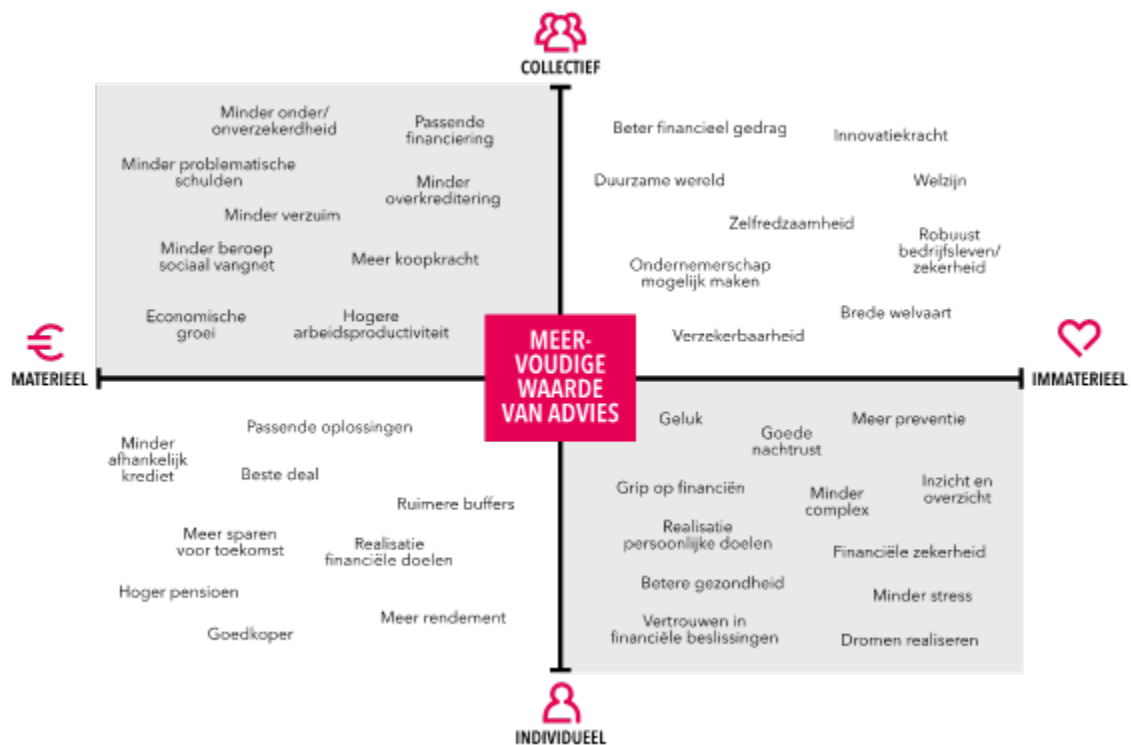 COLLECTIEF
Minder onder/
onverzekerdheid
Passende
financiering
Minder problematische
schulden
Minder
overkreditering
Minder verzuim
Minder beroep
sociaal vangnet
Meer koopkracht
Economische
groei
Hogere
arbeidsproductiviteit
Beter financieel gedrag
Innovatiekracht
Duurzame wereld
Welzijn
Zelfredzaamheid
Robuust
bedrijfsleven/
zekerheid
Ondernemerschap
mogelijk maken
Brede welvaart
Verzekerbaarheid
MATERIEEL
MEER-
VOUDIGE
WAARDE
VAN ADVIES
IMMATERIEEL
Passende oplossingen
Minder
afhankelijk
krediet
Beste deal
Ruimere buffers
Meer sparen
voor toekomst
Realisatie
financiële doelen
Hoger pensioen
Meer rendement
Goedkoper
Geluk
Meer preventie
Goede
nachtrust
Grip op financiën
Minder
complex
Inzicht en
overzicht
Realisatie
persoonlijke doelen
Financiële zekerheid
Betere gezondheid
Minder stress
Vertrouwen in
financiële beslissingen
Dromen realiseren
INDIVIDUEEL